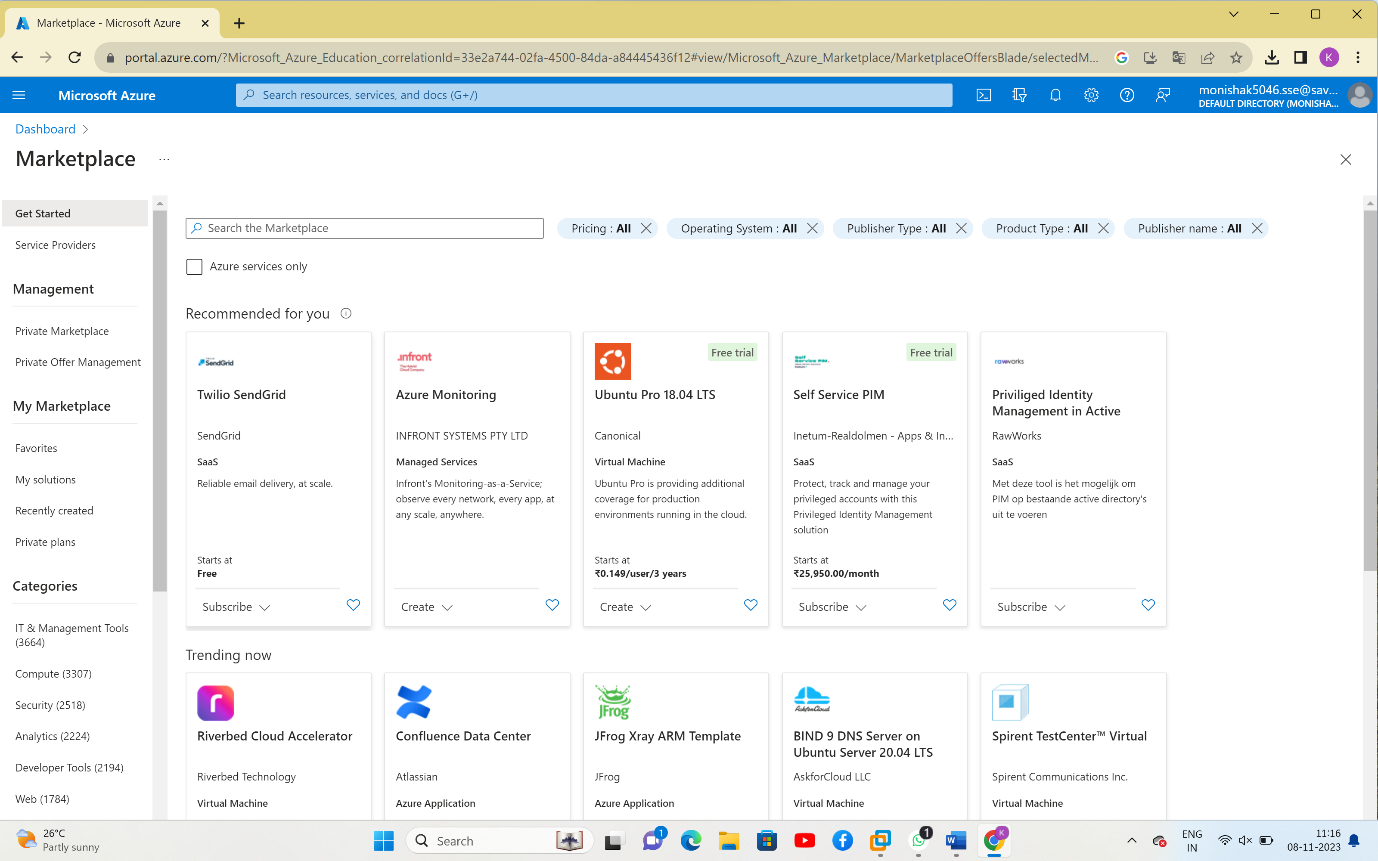 Marketplace - Microsoft Azure
portal.azure.com/?Microsoft_Azure_Education_correlationId=33e2a744-02fa-4500-84da-a84445436f12#view/Microsoft_Azure_Marketplace/MarketplaceOffersBlade/selectedM...
K
Microsoft Azure
Search resources, services, and docs (G+/)
monishak5046.sse@sav...
DEFAULT DIRECTORY (MONISHA...
Dashboard
Marketplace
...
Get Started
Service Providers
Management
Private Marketplace
Private Offer Management
My Marketplace
Favorites
My solutions
Recently created
Private plans
Categories
IT & Management Tools
(3664)
Compute (3307)
Security (2518)
Analytics (2224)
Developer Tools (2194)
Web (1784)
Search the Marketplace
Pricing : All
Operating System : All
Publisher Type : All
Product Type : All
Publisher name : All
Azure services only
Recommended for you
SendGrid
Twilio SendGrid
SendGrid
SaaS
Reliable email delivery, at scale.
Starts at
Free
Subscribe
infront
Azure Monitoring
INFRONT SYSTEMS PTY LTD
Managed Services
Infront's Monitoring-as-a-Service;
observe every network, every app, at
any scale, anywhere.
Create
Free trial
Ubuntu Pro 18.04 LTS
Canonical
Virtual Machine
Ubuntu Pro is providing additional
coverage for production
environments running in the cloud.
Starts at
₹0.149/user/3 years
Create
Self
Service PIM.
Free trial
Self Service PIM
Inetum-Realdolmen - Apps & In...
SaaS
Protect, track and manage your
privileged accounts with this
Privileged Identity Management
solution
Starts at
₹25,950.00/month
Subscribe
rawworks
Priviliged Identity
Management in Active
RawWorks
SaaS
Met deze tool is het mogelijk om
PIM op bestaande active directory's
uit te voeren
Subscribe
Trending now
r
Riverbed Cloud Accelerator
Riverbed Technology
Virtual Machine
Confluence Data Center
Atlassian
Azure Application
JFrog
JFrog Xray ARM Template
JFrog
Azure Application
AskforCloud
BIND 9 DNS Server on
Ubuntu Server 20.04 LTS
AskforCloud LLC
Virtual Machine
Spirent TestCenter™ Virtual
Spirent Communications Inc.
Virtual Machine
26°C
Partly sunny
Search
1
1
W
K
ENG
IN
11:16
08-11-2023